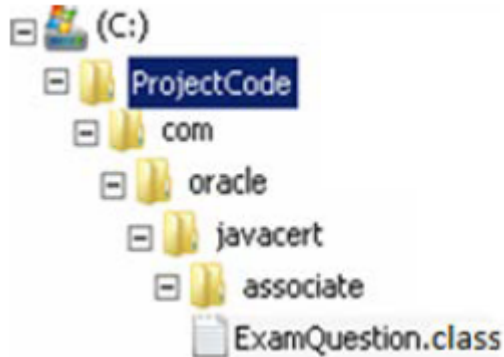 (C:)
ProjectCode
com
oracle
javacert
associate
ExamQuestion.class